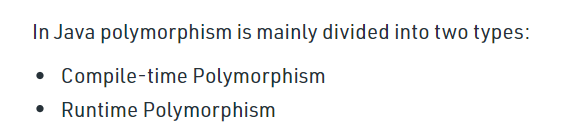 In Java polymorphism is mainly divided into two types:
• Compile-time Polymorphism
• Runtime Polymorphism